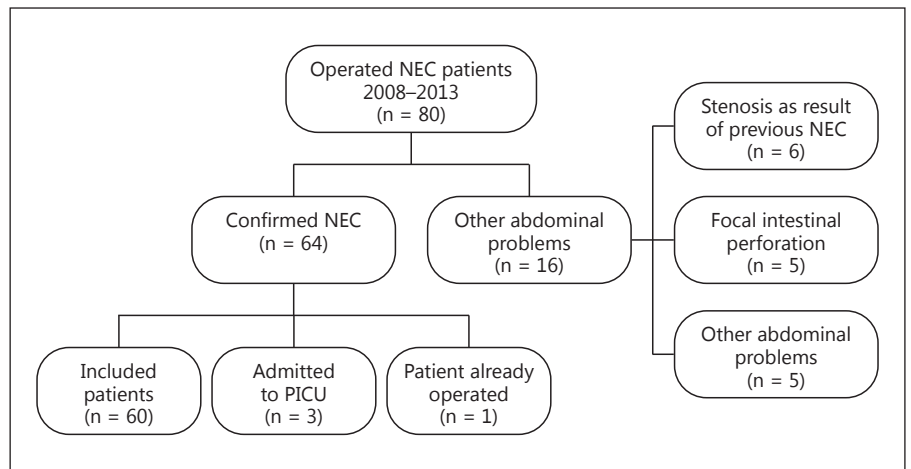 Operated NEC patients
2008–2013
(n = 80)
Confirmed NEC
(n = 64)
Other abdominal
problems
(n = 16)
Stenosis as result
of previous NEC
(n = 6)
Focal intestinal
perforation
(n = 5)
Other abdominal
problems
(n = 5)
Included
patients
(n = 60)
Admitted
to PICU
(n = 3)
Patient already
operated
(n = 1)